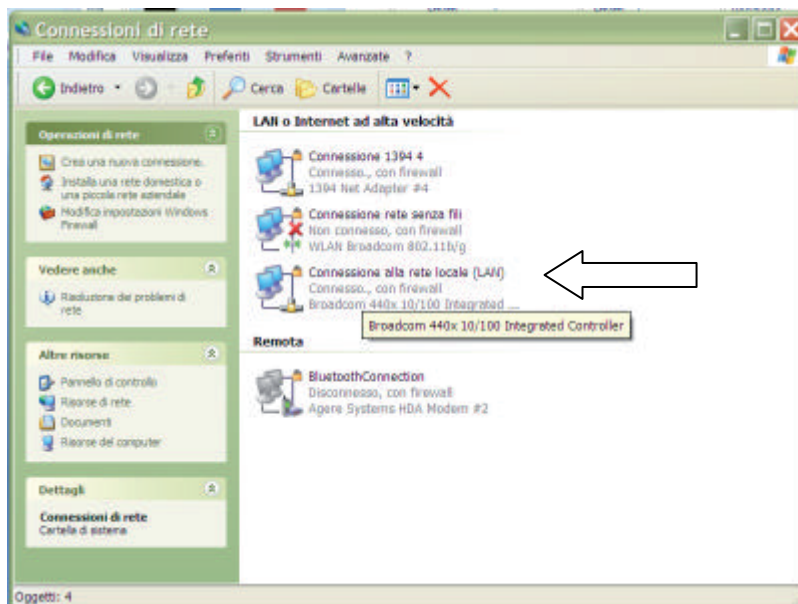 Connessioni di rete
File Modifica Visualizza Preferiti Strumenti Avanzate ?
Indietro Cerca Cartelle
Operazioni di rete
Crea una nuova connessione.
Installa una rete domestica o
una piccola rete aziendale
Modifica impostazioni Windows
Firewall
Vedere anche
Risoluzione dei problemi di
rete
Altre risorse
Pannello di controllo
Risorse di rete
Documenti
Risorse del computer
Dettagli
Connessioni di rete
Cartella di sistema
LAN o Internet ad alta velocità
Connessione 1394 4
Connesso., con firewall
1394 Net Adapter #4
Connessione rete senza fili
Non connesso, con firewall
WLAN Broadcom 802.11b/g
Connessione alla rete locale (LAN)
Connesso., con firewall
Broadcom 440x 10/100 Integrated ...
Broadcom 440x 10/100 Integrated Controller
Remota
BluetoothConnection
Disconnesso, con firewall
Agere Systems HDA Modem #2
Oggetti: 4